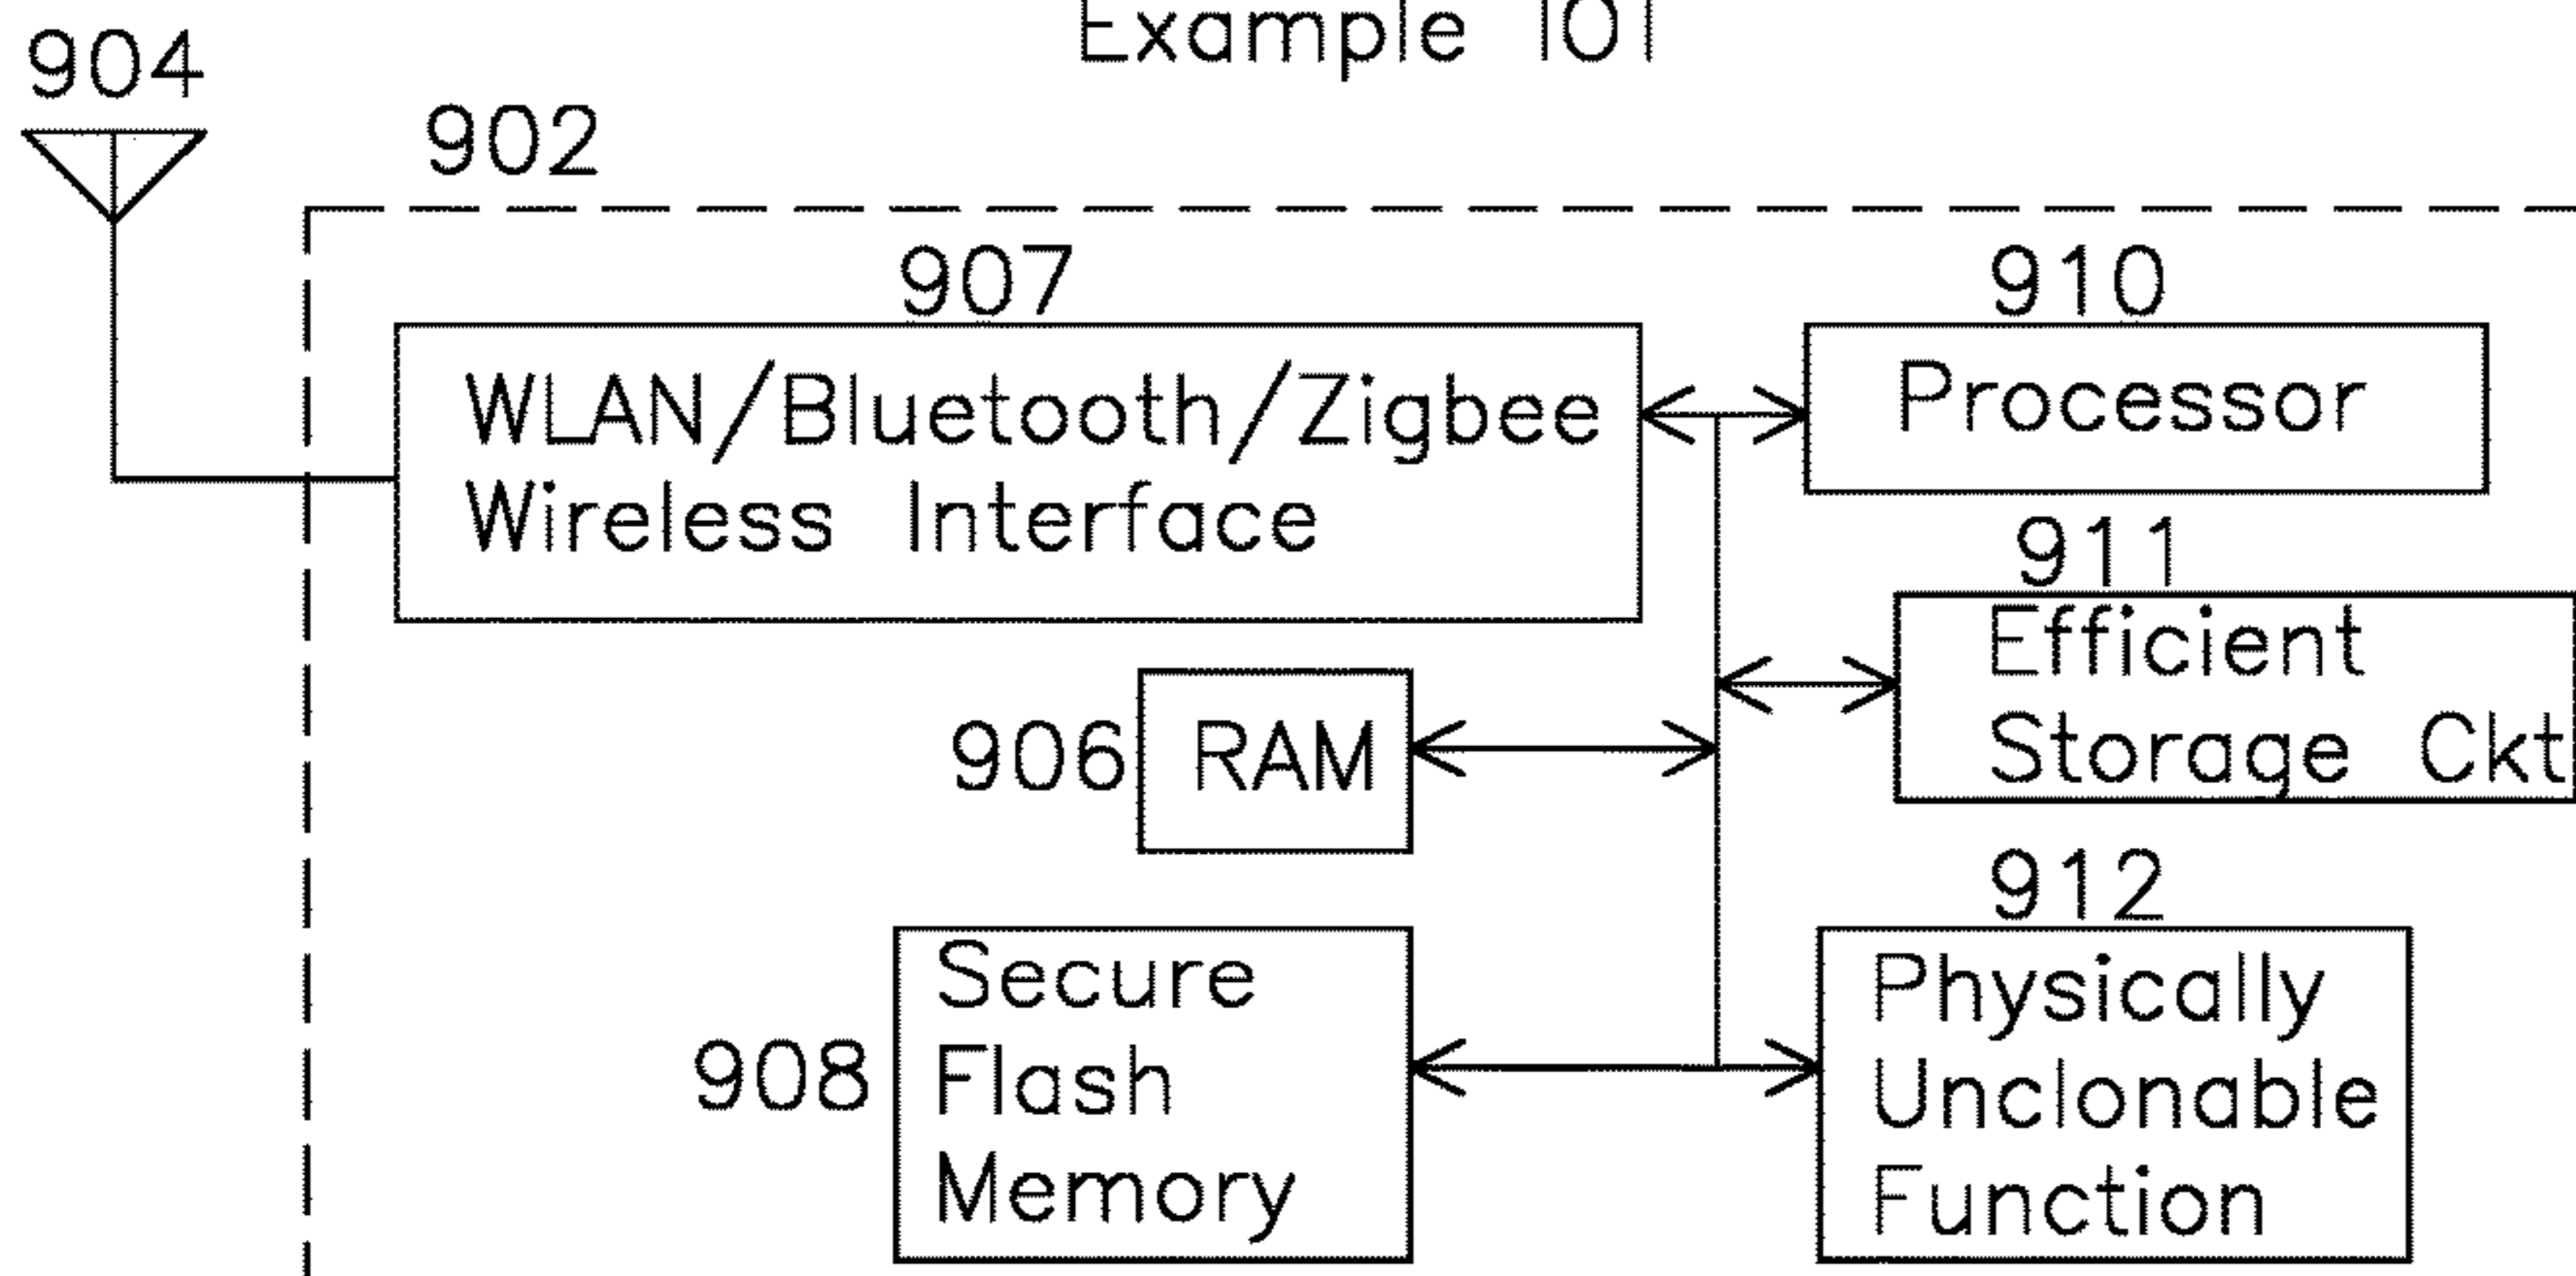 Example 101
904
902
907
910
WLAN/Bluetooth/Zigbee
Wireless Interface
Processor
911
Efficient
Storage Ckt
906
RAM
912
908
Secure
Flash
Memory
Physically
Unclonable
Function